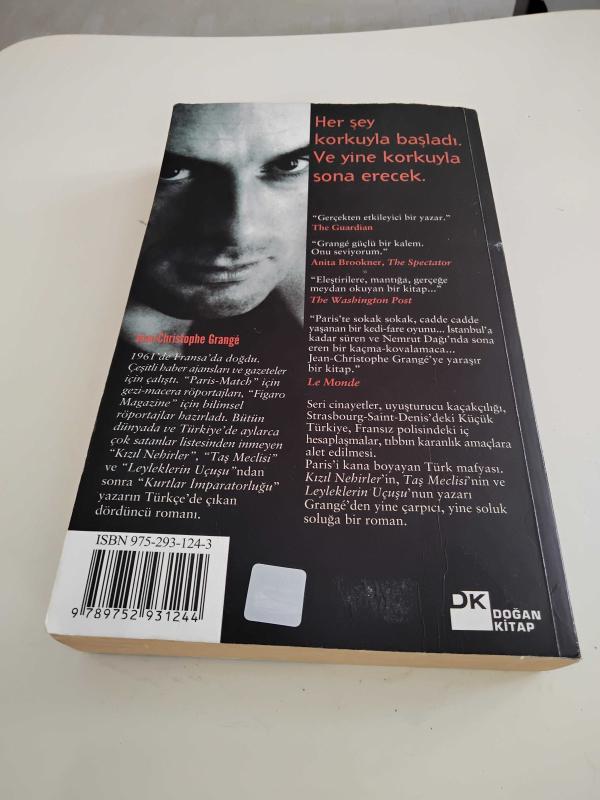 Her şey
korkuyla başladı.
Ve yine korkuyla
sona erecek.
“Gerçekten etkileyici bir yazar.”
The Guardian
“Grangé güçlü bir kalem.
Onu seviyorum.”
Anita Brookner, The Spectator
“Eleştirilere, mantığa, gerçeğe
meydan okuyan bir kitap...”
The Washington Post
“Paris’te sokak sokak, cadde cadde
yaşanan bir kedi-fare oyunu... İstanbul’a
kadar süren ve Nemrut Dağı’nda sona
eren bir kaçma-kovalamaca...
Jean-Christophe Grangé’ye yaraşır
bir kitap.”
Le Monde
Seri cinayetler, uyuşturucu kaçakçılığı,
Strasbourg-Saint-Denis’deki Küçük
Türkiye, Fransız polisindeki iç
hesaplaşmalar, tıbbın karanlık amaçlara
alet edilmesi.
Paris’i kana boyayan Türk mafyası.
Kızıl Nehirler’in, Taş Meclisi’nin ve
Leyleklerin Uçuşu’nun yazarı
Grangé’den yine çarpıcı, yine soluk
soluğa bir roman.
Jean-Christophe Grangé
1961’de Fransa’da doğdu.
Çeşitli haber ajansları ve gazeteler
için çalıştı. “Paris-Match” için
gezi-macera röportajları, “Figaro
Magazine” için bilimsel
röportajlar hazırladı. Bütün
dünyada ve Türkiye’de aylarca
çok satanlar listesinden inmeyen
“Kızıl Nehirler”, “Taş Meclisi”
ve “Leyleklerin Uçuşu”ndan
sonra “Kurtlar İmparatorluğu”
yazarın Türkçe’de çıkan
dördüncü romanı.
ISBN 975-293-124-3
9 789752 931244
DK
DOĞAN
KİTAP